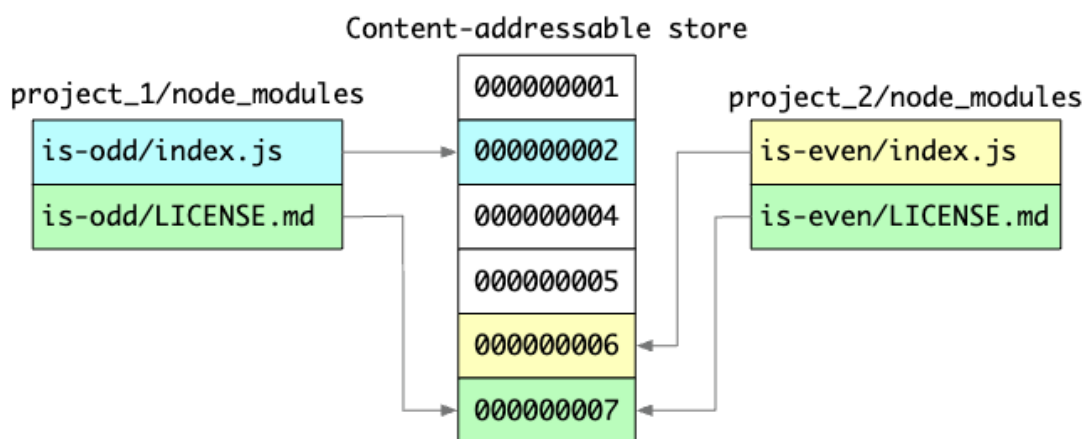 Content-addressable store
project_1/node_modules
is-odd/index.js
is-odd/LICENSE.md
000000001
000000002
000000004
000000005
000000006
000000007
project_2/node_modules
is-even/index.js
is-even/LICENSE.md